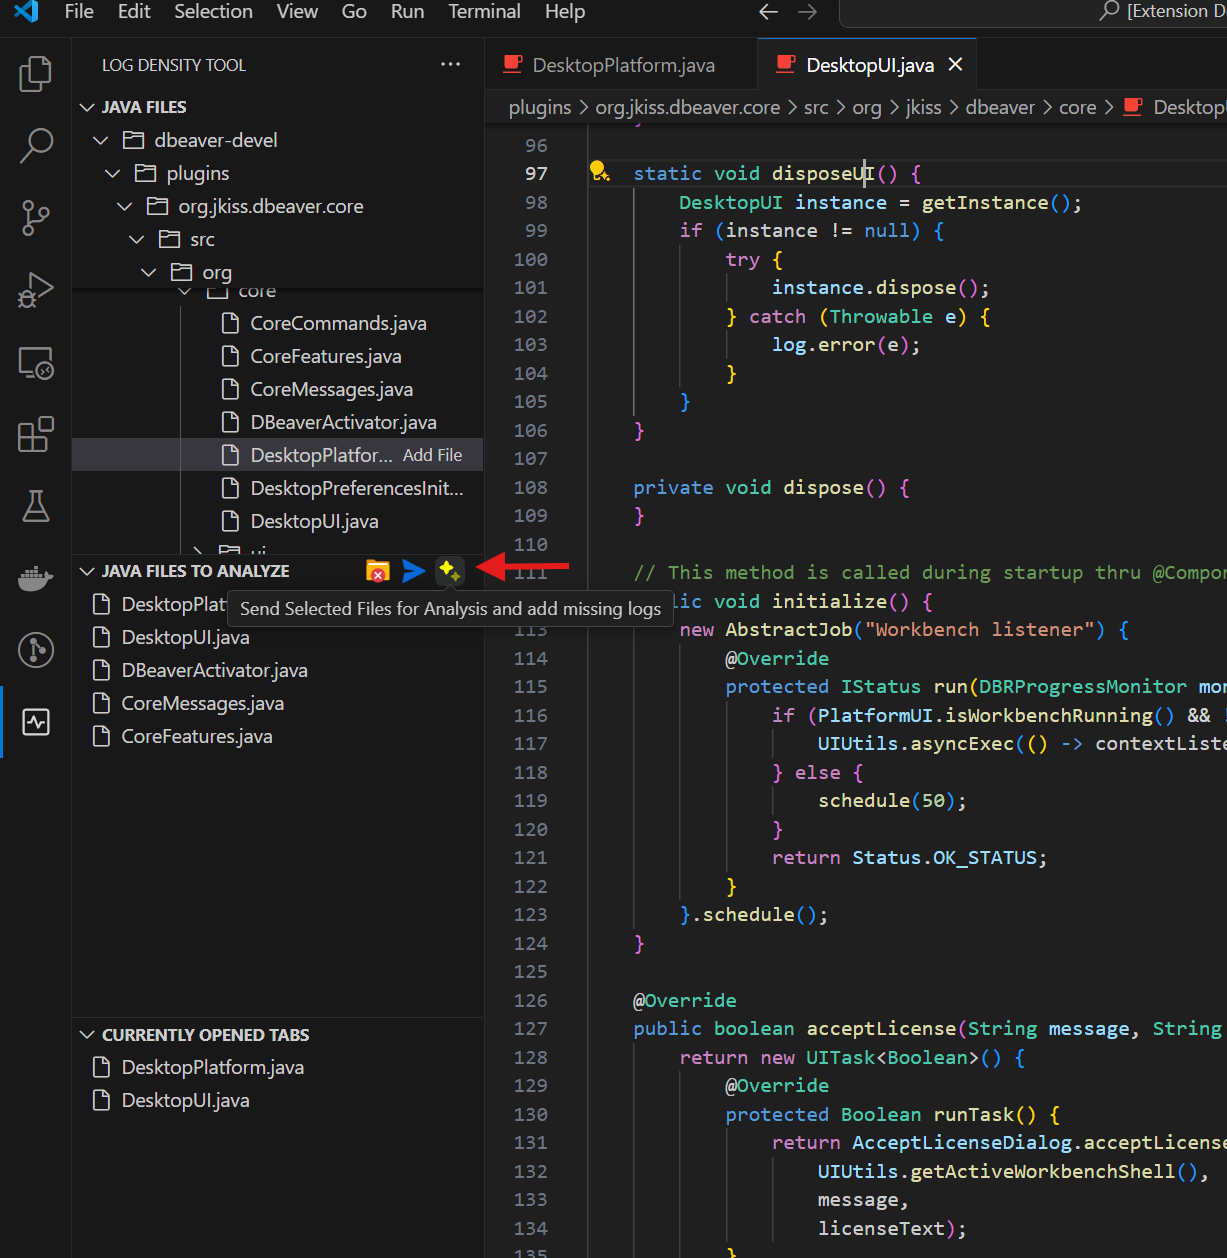 File Edit Selection View Go Run Terminal Help [Extension D
LOG DENSITY TOOL
JAVA FILES
dbeaver-devel
plugins
org.jkiss.dbeaver.core
src
org
core
CoreCommands.java
CoreFeatures.java
CoreMessages.java
DBeaverActivator.java
DesktopPlatfor... Add File
DesktopPreferencesInit...
DesktopUI.java
ui
JAVA FILES TO ANALYZE
Send Selected Files for Analysis and add missing logs
DesktopPlat
DesktopUI.java
DBeaverActivator.java
CoreMessages.java
CoreFeatures.java
CURRENTLY OPENED TABS
DesktopPlatform.java
DesktopUI.java
DesktopPlatform.java DesktopUI.java
plugins > org.jkiss.dbeaver.core > src > org > jkiss > dbeaver > core > DesktopU
96
97 static void disposeUI() {
98 DesktopUI instance = getInstance();
99 if (instance != null) {
100 try {
101 instance.dispose();
102 } catch (Throwable e) {
103 log.error(e);
104 }
105 }
106 }
107
108 private void dispose() {
109 }
110
111 // This method is called during startup thru @Compor
lic void initialize() {
113 new AbstractJob("Workbench listener") {
114 @Override
115 protected IStatus run(DBRProgressMonitor mon
116 if (PlatformUI.isWorkbenchRunning() && !
117 UIUtils.asyncExec(() -> contextListe
118 } else {
119 schedule(50);
120 }
121 return Status.OK_STATUS;
122 }
123 }.schedule();
124 }
125
126 @Override
127 public boolean acceptLicense(String message, String
128 return new UITask<Boolean>() {
129 @Override
130 protected Boolean runTask() {
131 return AcceptLicenseDialog.acceptLicense
132 UIUtils.getActiveWorkbenchShell(),
133 message,
134 licenseText);
135 }